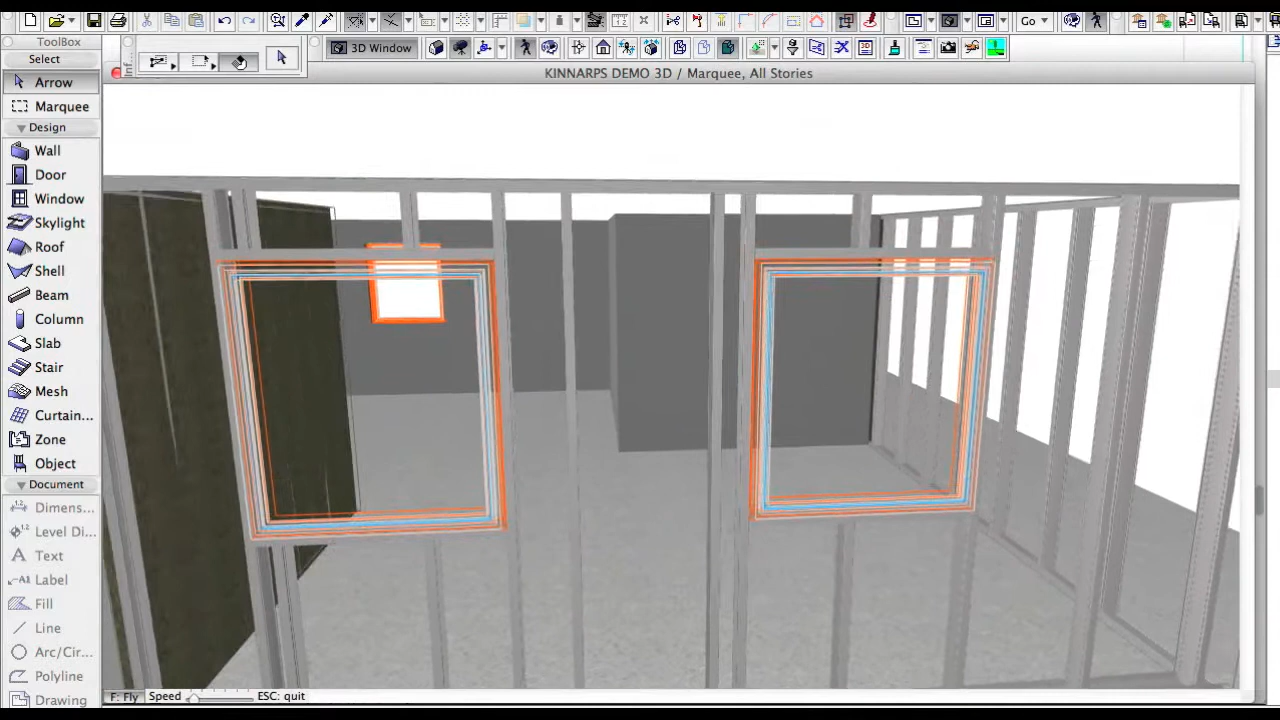 ToolBox
Go
3D Window
Select
KINNARPS DEMO 3D / Marquee, All Stories
Arrow
Marquee
Design
Wall
Door
Window
Skylight
Roof
Shell
Beam
Column
Slab
Stair
Mesh
Curtain...
Zone
Object
Document
Dimens...
Level Di...
Text
Label
Fill
Line
Arc/Cir...
Polyline
Drawing
F: Fly Speed ESC: quit